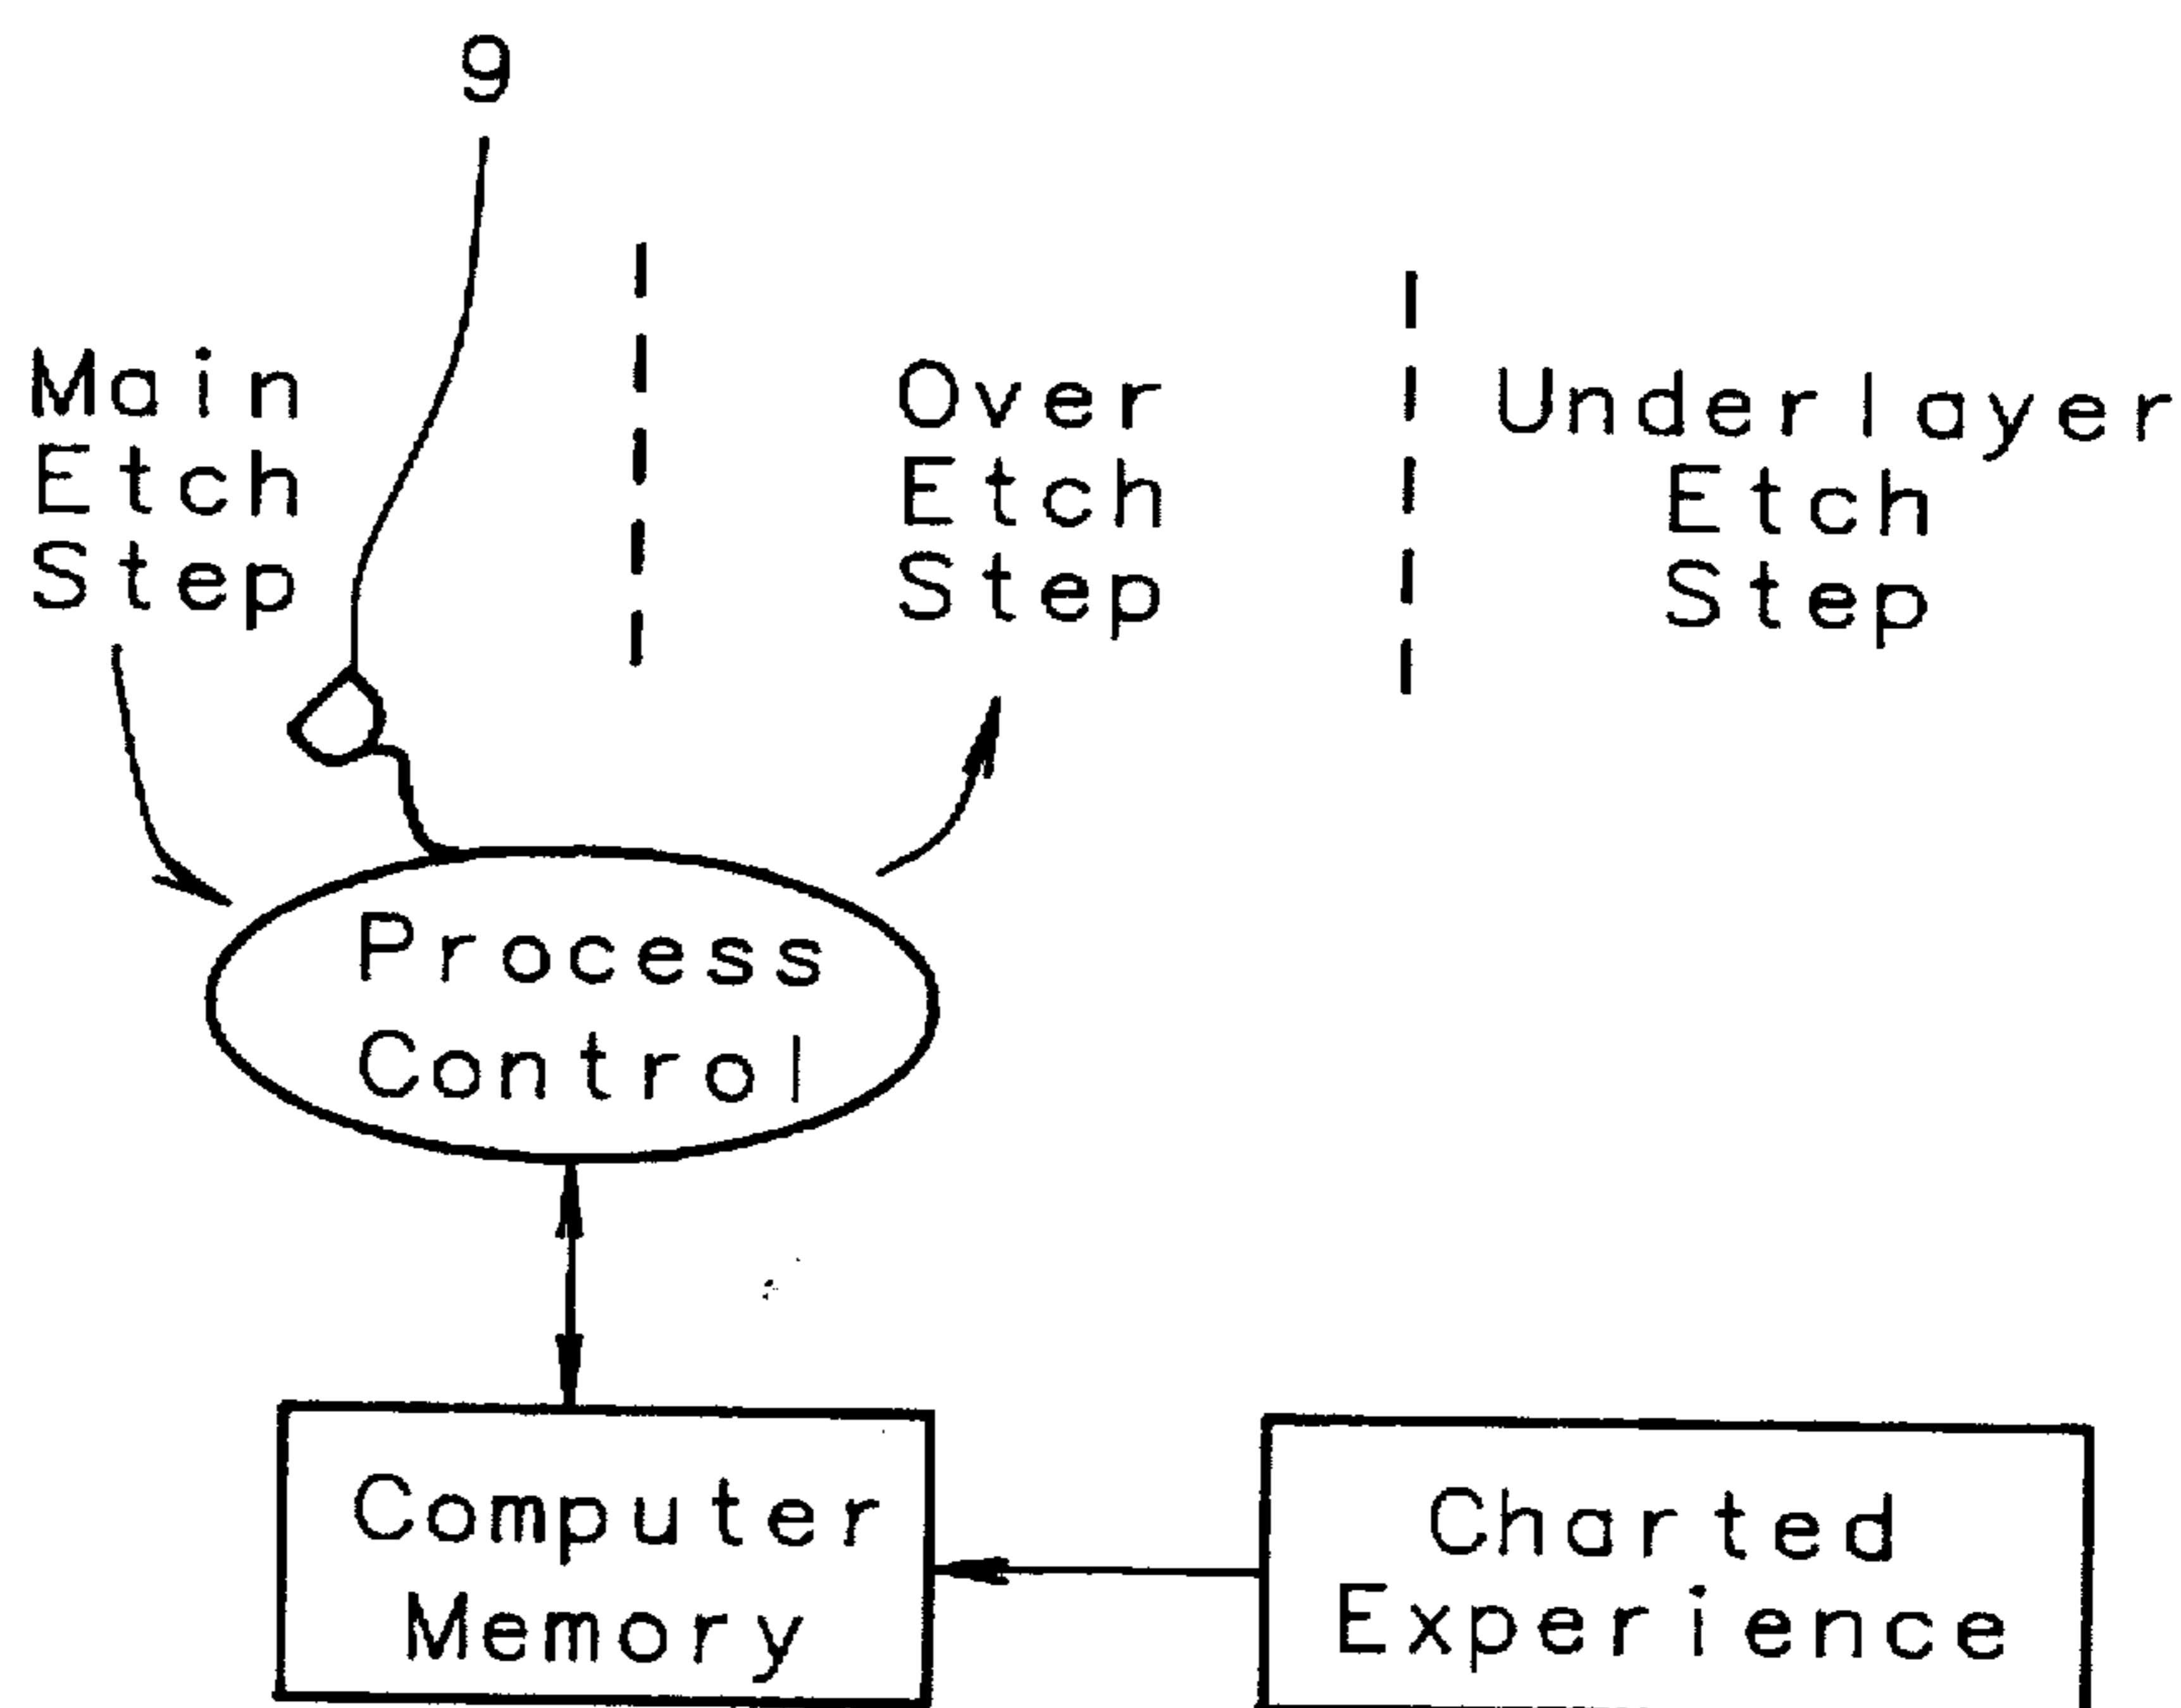 9
Main
Etch
Step
Over
Etch
Step
Underlayer
Etch
Step
Process
Control
Computer
Memory
Charted
Experience